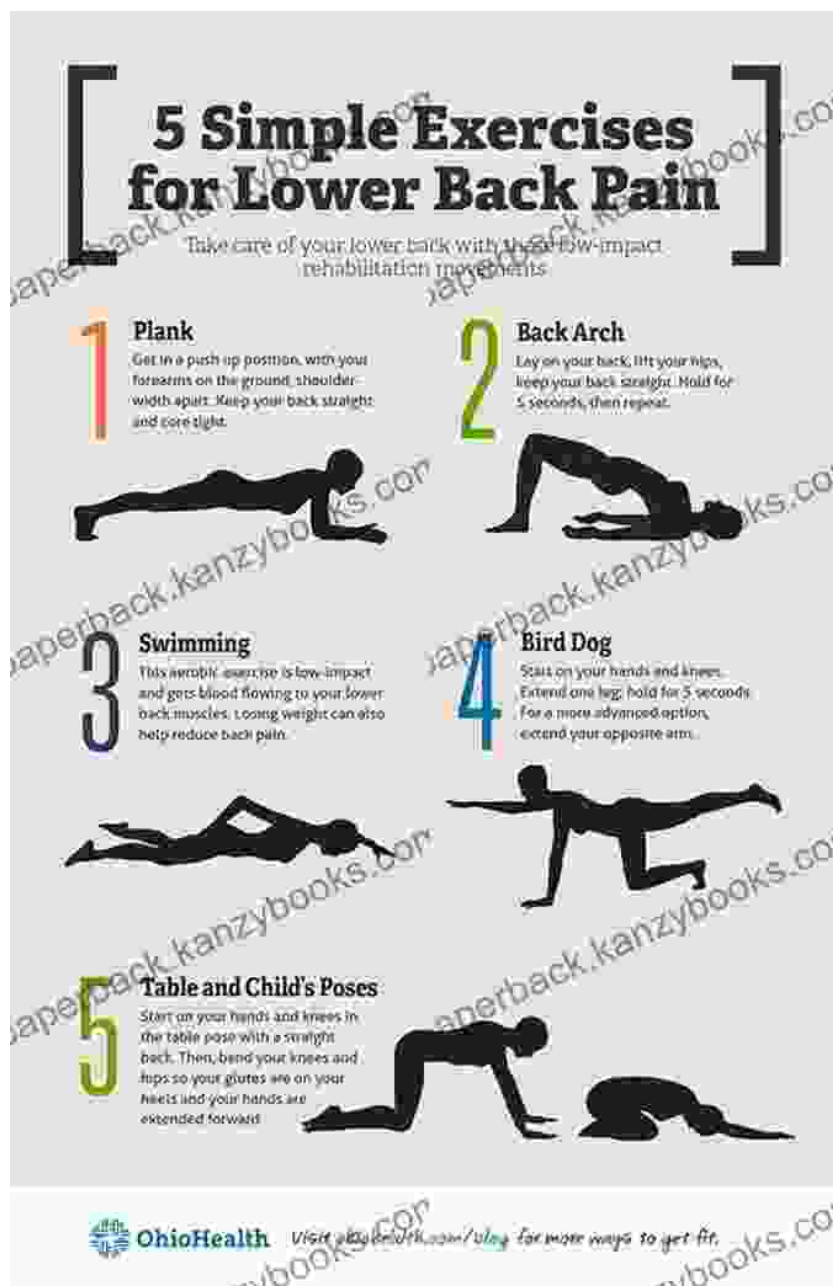 5 Simple Exercises
for Lower Back Pain
Take care of your lower back with these low-impact
rehabilitation movements
1
Plank
Get in a push up position, with your
forearms on the ground, shoulder-
width apart. Keep your back straight
and core tight.
2
Back Arch
Lay on your back, lift your hips,
keep your back straight. Hold for
5 seconds, then repeat.
3
Swimming
This aerobic exercise is low-impact
and gets blood flowing to your lower
back muscles. Losing weight can also
help reduce back pain.
4
Bird Dog
Start on your hands and knees.
Extend one leg, hold for 5 seconds.
For a more advanced option,
extend your opposite arm.
5
Table and Child's Poses
Start on your hands and knees in
the table pose with a straight
back. Then, bend your knees and
hips so your glutes are on your
heels and your hands are
extended forward
OhioHealth
Visit /blog for more ways to get fit.
paperback.kanzybooks.com